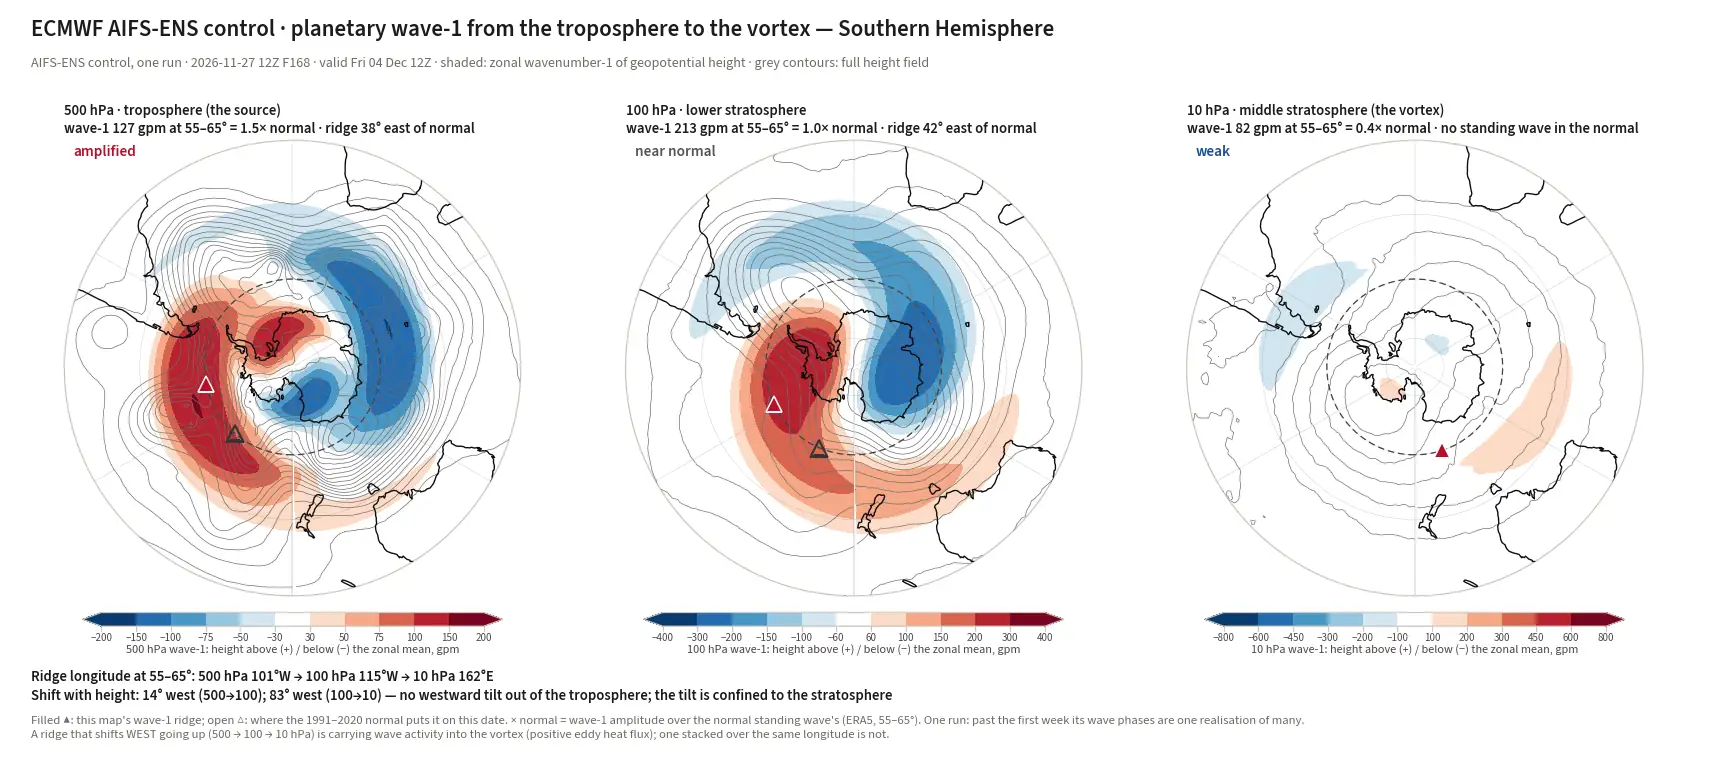 ECMWF AIFS-ENS control · planetary wave-1 from the troposphere to the vortex — Southern Hemisphere
AIFS-ENS control, one run · 2026-11-27 12Z F168 · valid Fri 04 Dec 12Z · shaded: zonal wavenumber-1 of geopotential height · grey contours: full height field
500 hPa · troposphere (the source)
wave-1 127 gpm at 55–65° = 1.5× normal · ridge 38° east of normal
amplified
100 hPa · lower stratosphere
wave-1 213 gpm at 55–65° = 1.0× normal · ridge 42° east of normal
near normal
10 hPa · middle stratosphere (the vortex)
wave-1 82 gpm at 55–65° = 0.4× normal · no standing wave in the normal
weak
−200 −150 −100 −75 −50 −30 30 50 75 100 150 200
500 hPa wave-1: height above (+) / below (−) the zonal mean, gpm
−400 −300 −200 −150 −100 −60 60 100 150 200 300 400
100 hPa wave-1: height above (+) / below (−) the zonal mean, gpm
−800 −600 −450 −300 −200 −100 100 200 300 450 600 800
10 hPa wave-1: height above (+) / below (−) the zonal mean, gpm
Ridge longitude at 55–65°: 500 hPa 101°W → 100 hPa 115°W → 10 hPa 162°E
Shift with height: 14° west (500→100); 83° west (100→10) — no westward tilt out of the troposphere; the tilt is confined to the stratosphere
Filled ▲: this map's wave-1 ridge; open △: where the 1991–2020 normal puts it on this date. × normal = wave-1 amplitude over the normal standing wave's (ERA5, 55–65°). One run: past the first week its wave phases are one realisation of many.
A ridge that shifts WEST going up (500 → 100 → 10 hPa) is carrying wave activity into the vortex (positive eddy heat flux); one stacked over the same longitude is not.